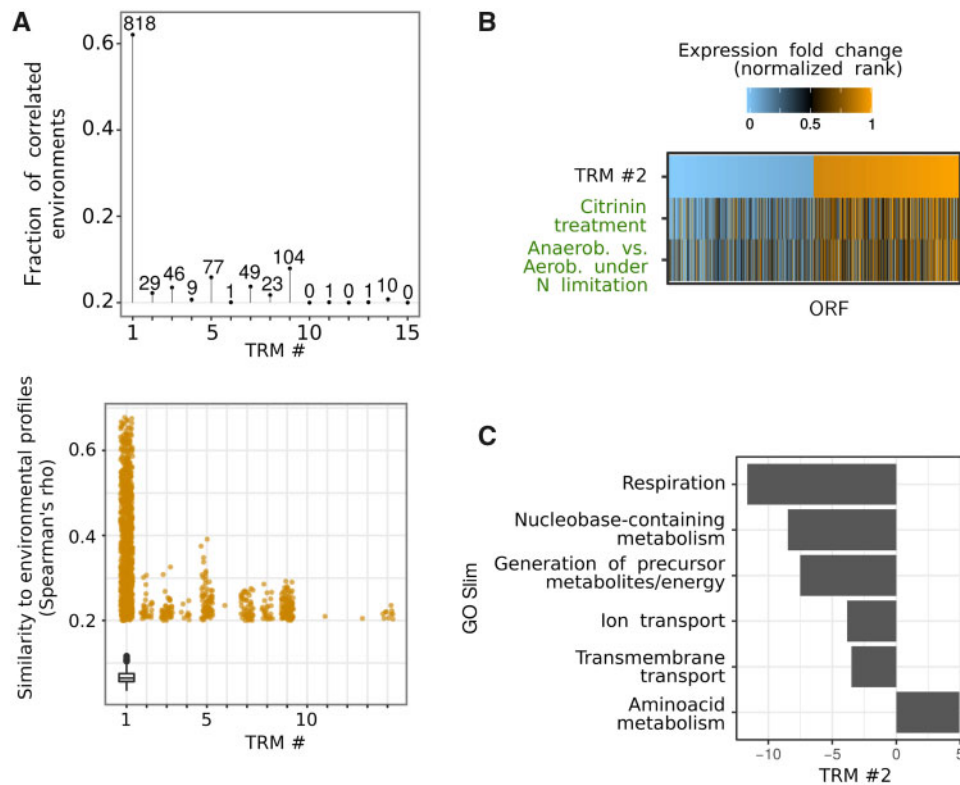 A
818
0.6
0.4
0.2
0.2
Fraction of correlated
environments
29
46
9
77
1
49
23
104
0
1
0
1
10
0
1
5
10
15
TRM #
0.6
0.4
0.2
Similarity to environmental profiles
(Spearman's rho)
1
5
10
TRM #
B
Expression fold change
(normalized rank)
0
0.5
1
TRM #2
Citrinin
treatment
Anaerob. vs.
Aerob. under
N limitation
ORF
C
GO Slim
Respiration
Nucleobase-containing
metabolism
Generation of precursor
metabolites/energy
Ion transport
Transmembrane
transport
Aminoacid
metabolism
−10
−5
0
5
TRM #2